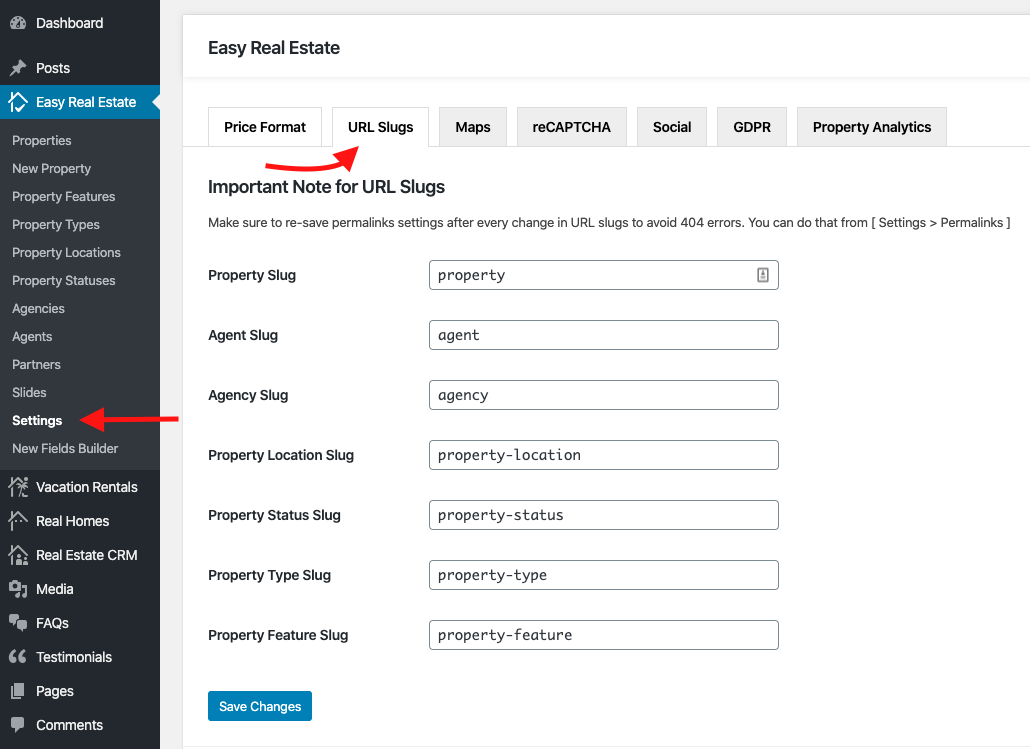 Dashboard
Posts
Easy Real Estate
Properties
New Property
Property Features
Property Types
Property Locations
Property Statuses
Agencies
Agents
Partners
Slides
Settings
New Fields Builder
Vacation Rentals
Real Homes
Real Estate CRM
Media
FAQs
Testimonials
Pages
Comments
Easy Real Estate
Price Format URL Slugs Maps reCAPTCHA Social GDPR Property Analytics
Important Note for URL Slugs
Make sure to re-save permalinks settings after every change in URL slugs to avoid 404 errors. You can do that from [ Settings > Permalinks ]
Property Slug property
Agent Slug agent
Agency Slug agency
Property Location Slug property-location
Property Status Slug property-status
Property Type Slug property-type
Property Feature Slug property-feature
Save Changes